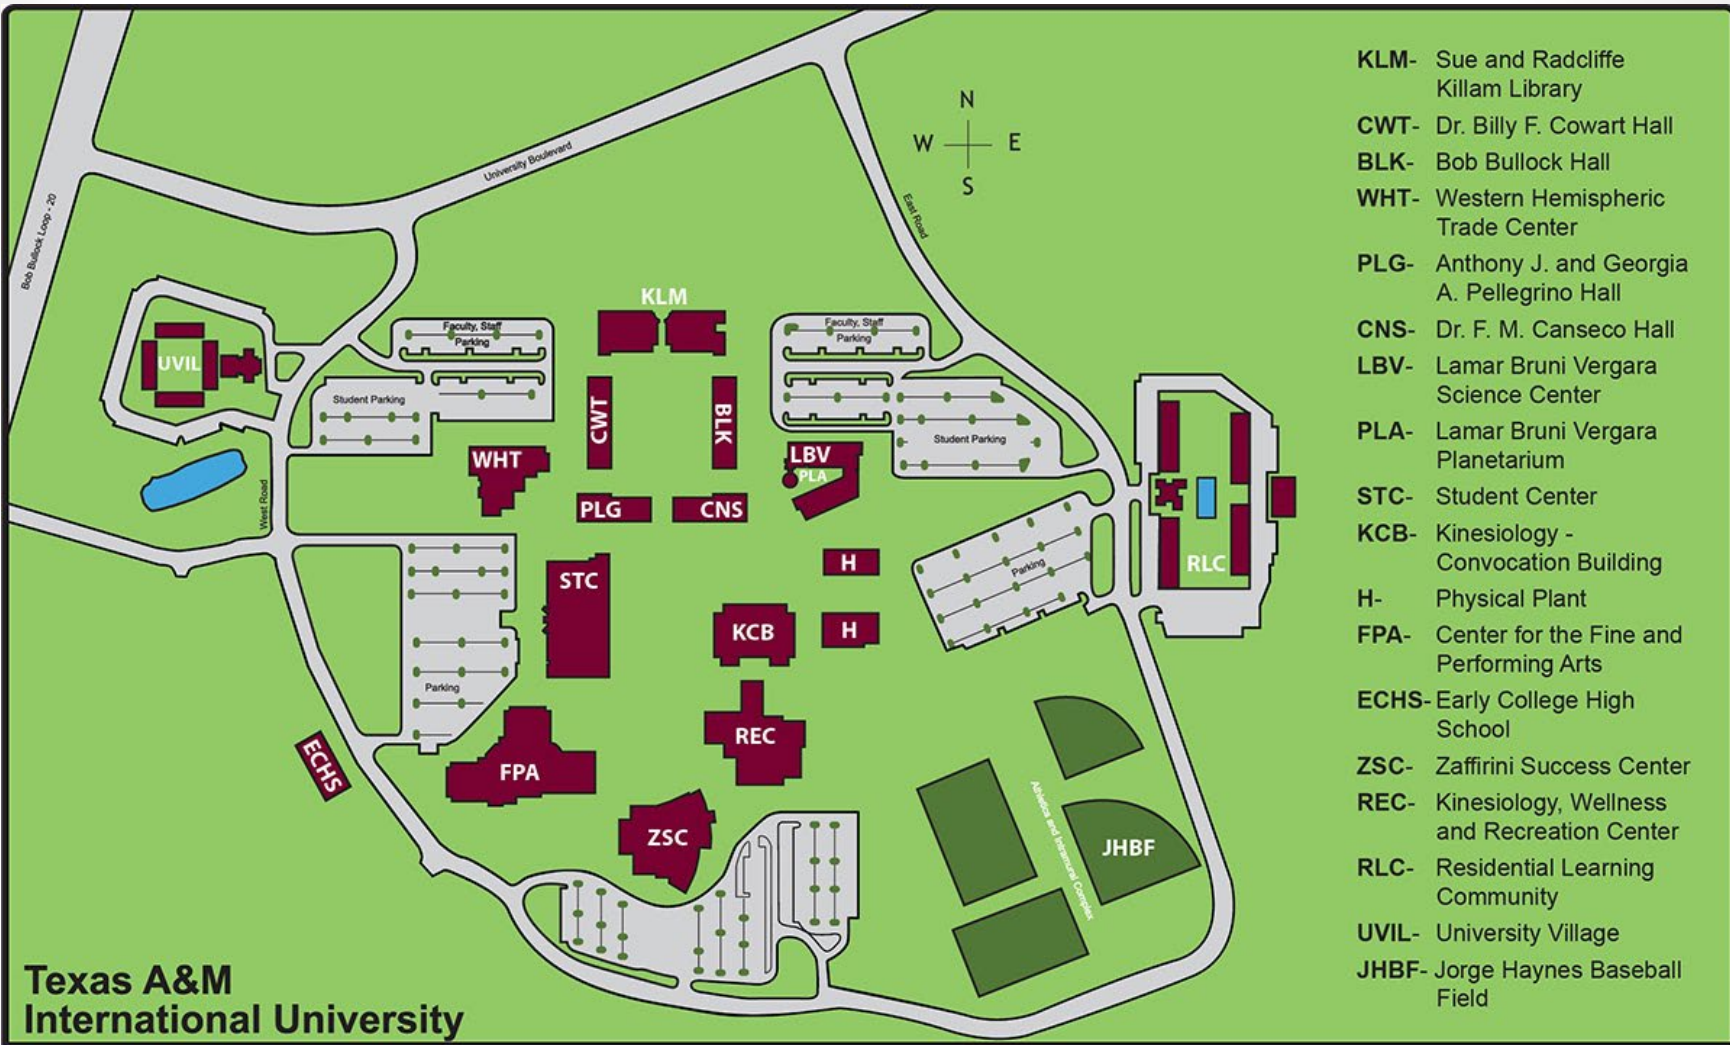 University Boulevard
Bob Bullock Loop - 20
East Road
West Road
N
W E
S
KLM
Faculty, Staff
Parking
Faculty, Staff
Parking
UVIL
Student Parking
CWT
BLK
Student Parking
WHT
LBV
PLA
PLG
CNS
STC
H
Parking
RLC
KCB
H
Parking
REC
ECHS
FPA
ZSC
Athletics and Intramural Complex
JHBF
Texas A&M
International University
KLM- Sue and Radcliffe
Killam Library
CWT- Dr. Billy F. Cowart Hall
BLK- Bob Bullock Hall
WHT- Western Hemispheric
Trade Center
PLG- Anthony J. and Georgia
A. Pellegrino Hall
CNS- Dr. F. M. Canseco Hall
LBV- Lamar Bruni Vergara
Science Center
PLA- Lamar Bruni Vergara
Planetarium
STC- Student Center
KCB- Kinesiology -
Convocation Building
H- Physical Plant
FPA- Center for the Fine and
Performing Arts
ECHS- Early College High
School
ZSC- Zaffirini Success Center
REC- Kinesiology, Wellness
and Recreation Center
RLC- Residential Learning
Community
UVIL- University Village
JHBF- Jorge Haynes Baseball
Field